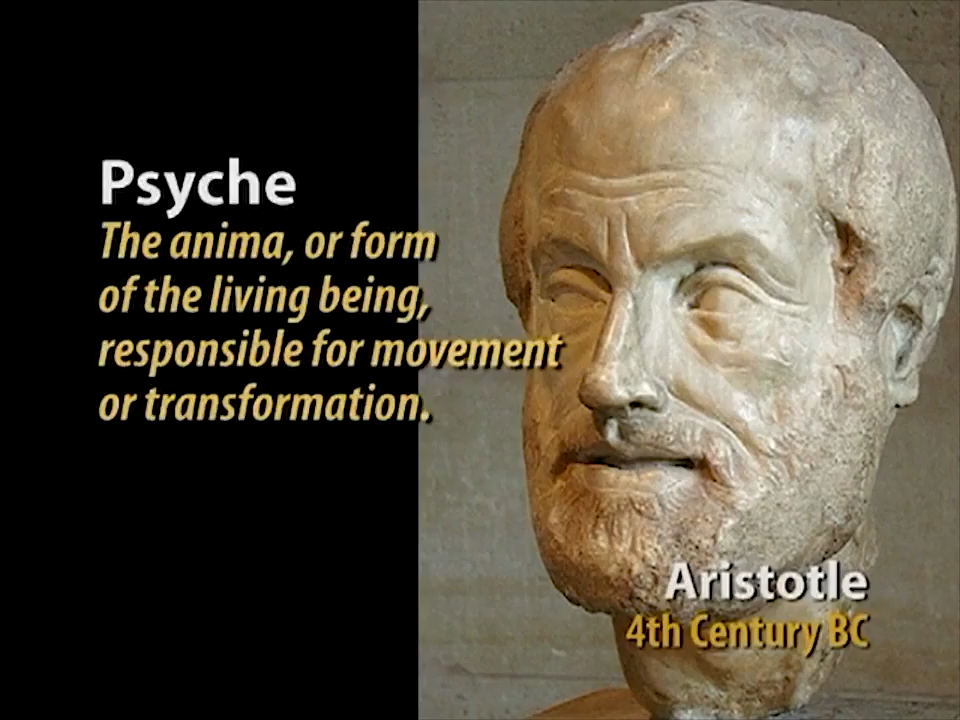 Psyche
The anima, or form
of the living being,
responsible for movement
or transformation.
Aristotle
4th Century BC